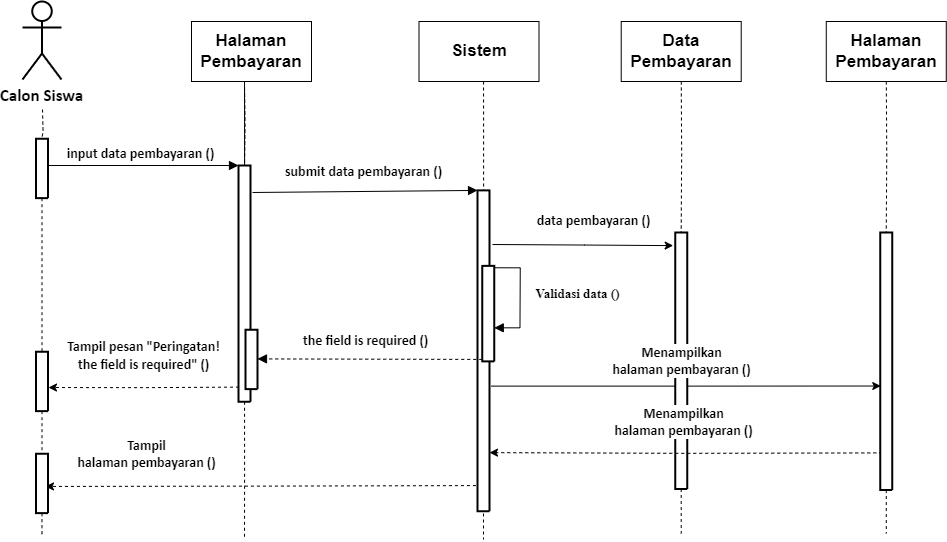 Halaman
Pembayaran
Sistem
Data
Pembayaran
Halaman
Pembayaran
Calon Siswa
input data pembayaran ()
submit data pembayaran ()
data pembayaran ()
Validasi data ()
the field is required ()
Tampil pesan "Peringatan!
the field is required" ()
Menampilkan
halaman pembayaran ()
Menampilkan
halaman pembayaran ()
Tampil
halaman pembayaran ()